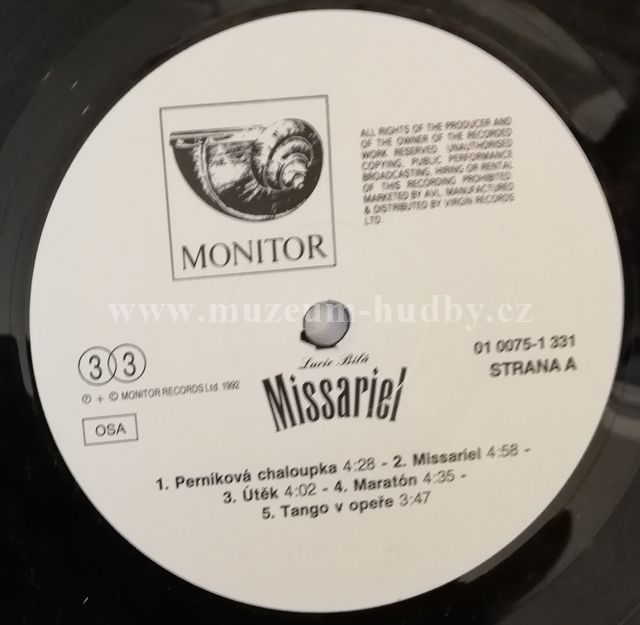 ALL RIGHTS OF THE PRODUCER AND
OF THE OWNER OF THE RECORDED
WORK RESERVED. UNAUTHORISED
COPYING, PUBLIC PERFORMANCE
BROADCASTING, HIRING OR RENTAL
OF THIS RECORDING PROHIBITED
MARKETED BY AVL. MANUFACTURED
& DISTRIBUTED BY VIRGIN RECORDS
LTD.
MONITOR
www.muzeum-hudby.cz
33
℗ + © MONITOR RECORDS Ltd. 1992
OSA
Lucie Bílá
Missariel
01 0075-1 331
STRANA A
1. Perníková chaloupka 4:28 - 2. Missariel 4:58 -
3. Útěk 4:02 - 4. Maratón 4:35 -
5. Tango v opeře 3:47